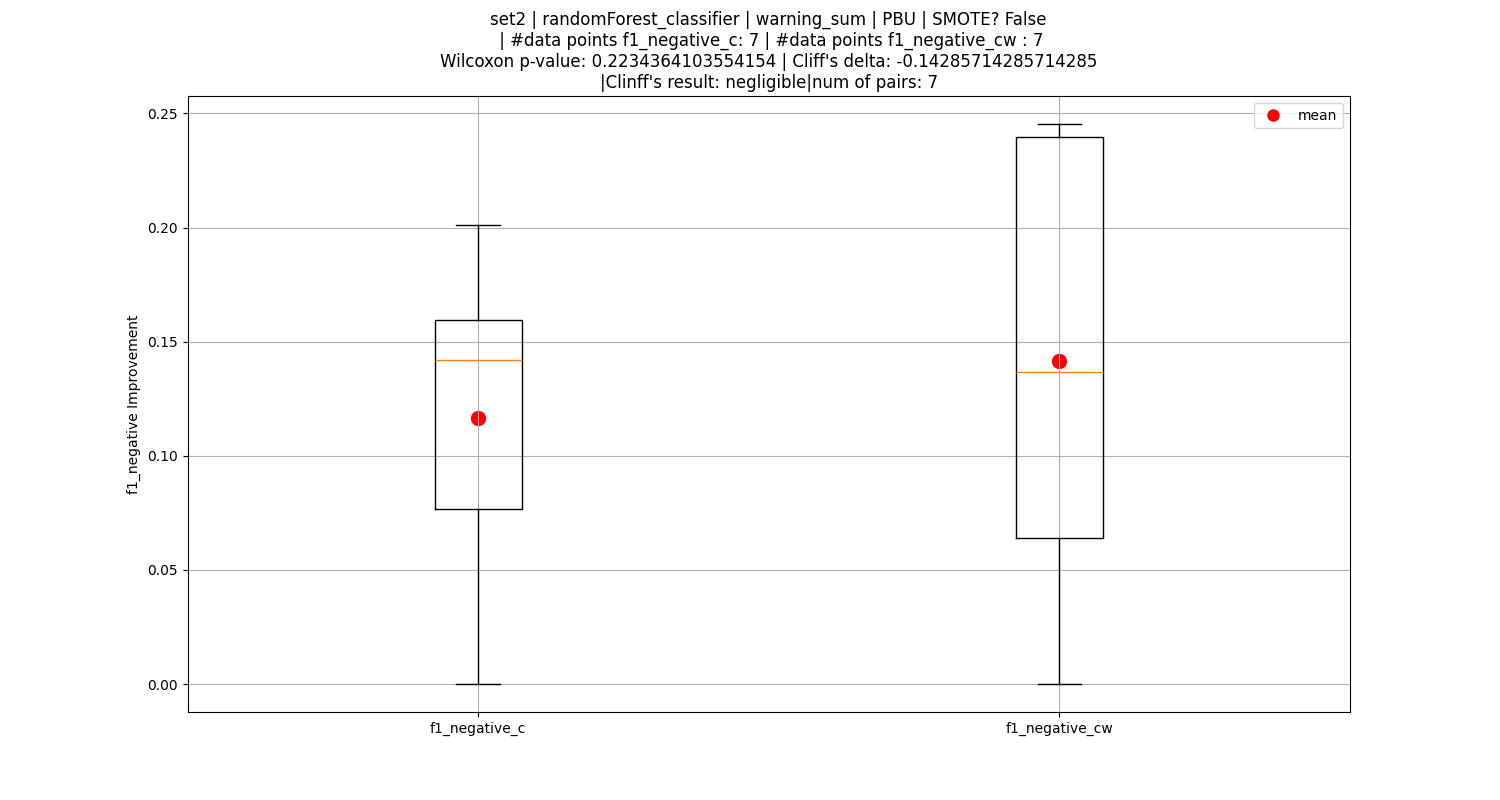 set2 | randomForest_classifier | warning_sum | PBU | SMOTE? False
| #data points f1_negative_c: 7 | #data points f1_negative_cw : 7
Wilcoxon p-value: 0.2234364103554154 | Cliff's delta: -0.14285714285714285
|Clinff's result: negligible|num of pairs: 7
mean
f1_negative Improvement
0.25
0.20
0.15
0.10
0.05
0.00
f1_negative_c
f1_negative_cw